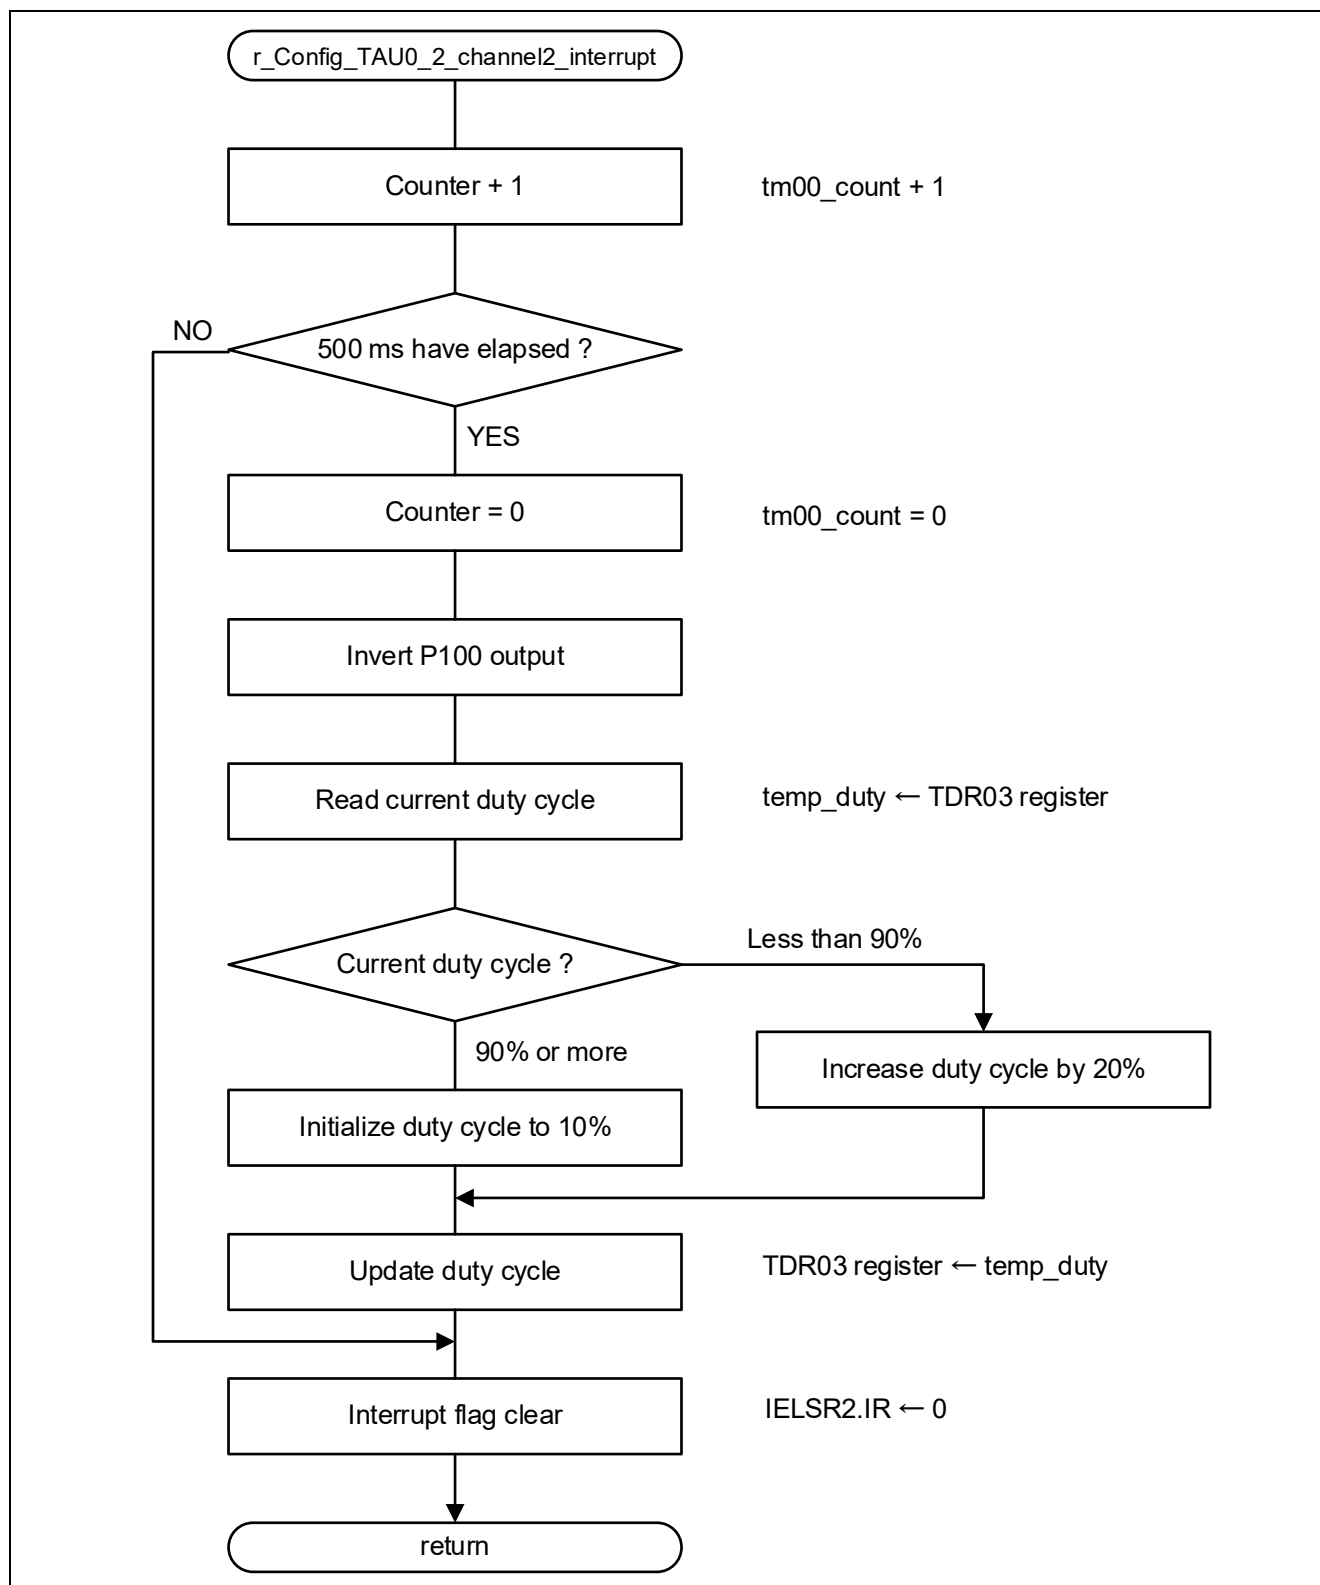 r_Config_TAU0_2_channel2_interrupt
Counter + 1
tm00_count + 1
NO
500 ms have elapsed ?
YES
Counter = 0
tm00_count = 0
Invert P100 output
Read current duty cycle
temp_duty ← TDR03 register
Less than 90%
Current duty cycle ?
90% or more
Increase duty cycle by 20%
Initialize duty cycle to 10%
Update duty cycle
TDR03 register ← temp_duty
Interrupt flag clear
IELSR2.IR ← 0
return